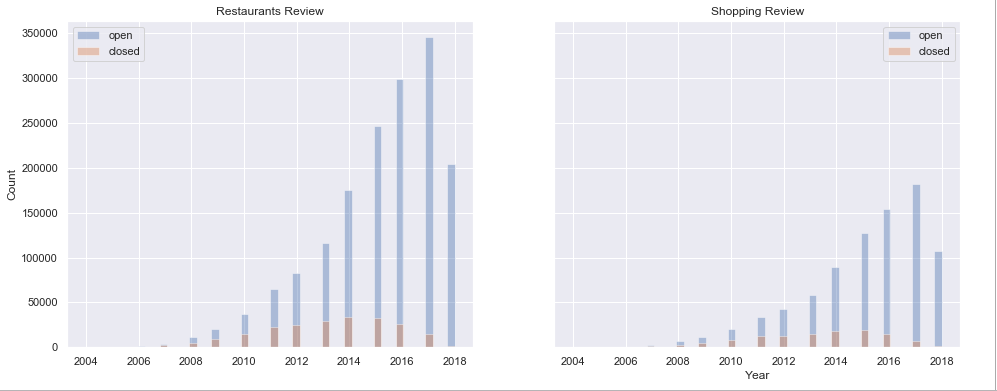 Restaurants Review
open
closed
Count
350000
300000
250000
200000
150000
100000
50000
0
2004 2006 2008 2010 2012 2014 2016 2018
Shopping Review
open
closed
2004 2006 2008 2010 2012 2014 2016 2018
Year